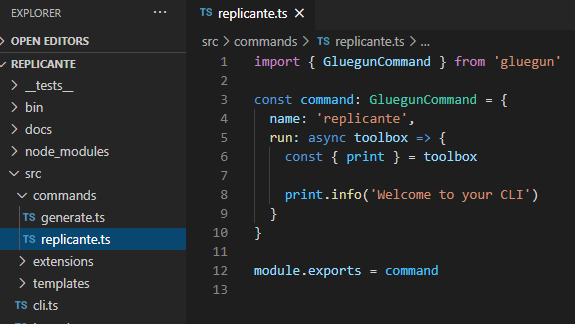 EXPLORER
OPEN EDITORS
REPLICANTE
__tests__
bin
docs
node_modules
src
commands
TS generate.ts
TS replicante.ts
extensions
templates
TS cli.ts
TS replicante.ts
src > commands > TS replicante.ts > ...
1 import { GluegunCommand } from 'gluegun'
2
3 const command: GluegunCommand = {
4 name: 'replicante',
5 run: async toolbox => {
6 const { print } = toolbox
7
8 print.info('Welcome to your CLI')
9 }
10 }
11
12 module.exports = command
13